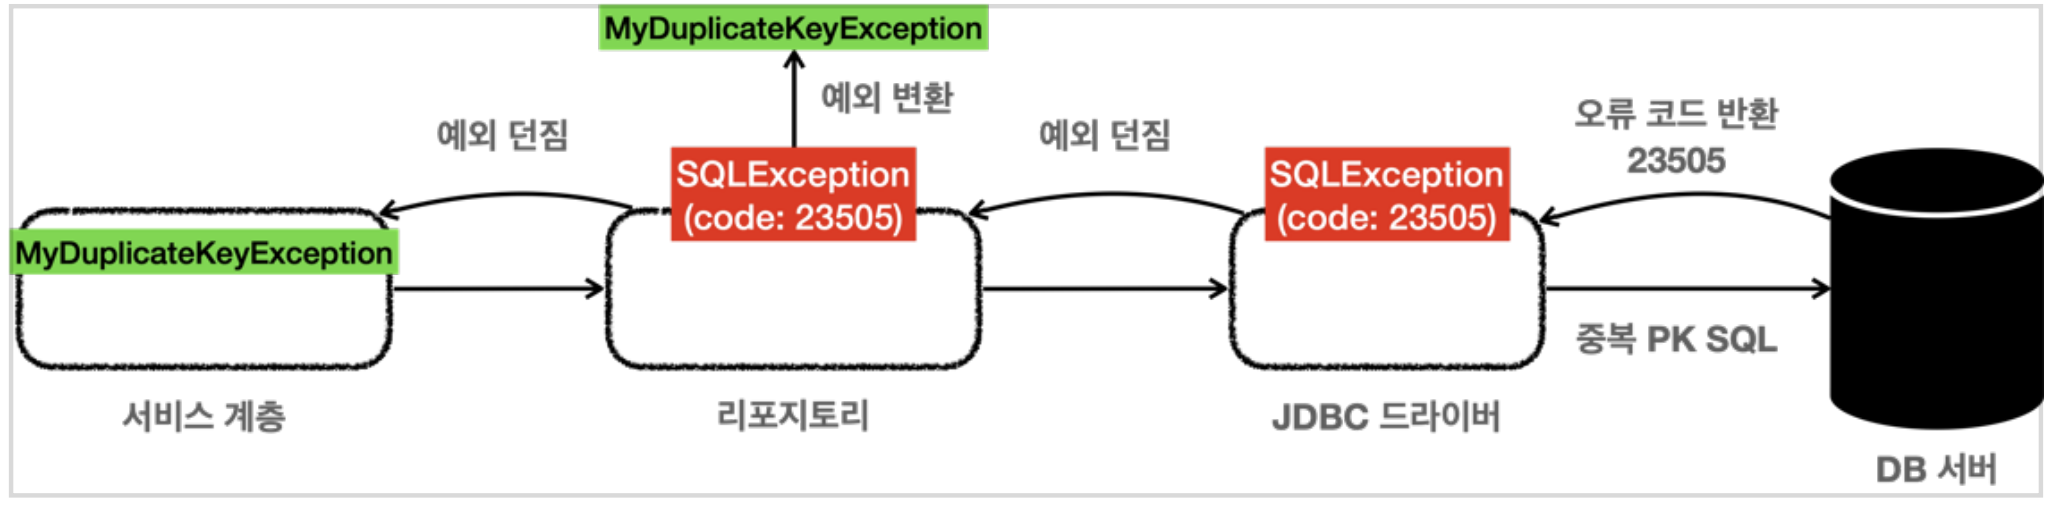 MyDuplicateKeyException
예외 변환
예외 던짐
예외 던짐
오류 코드 반환
23505
SQLException
(code: 23505)
SQLException
(code: 23505)
MyDuplicateKeyException
중복 PK SQL
서비스 계층
리포지토리
JDBC 드라이버
DB 서버